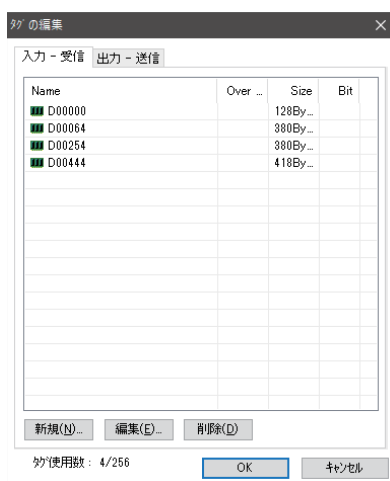 ﾀｸﾞの編集
入力 - 受信 出力 - 送信
Name Over ... Size Bit
D00000 128By...
D00064 380By...
D00254 380By...
D00444 418By...
新規(N)... 編集(E)... 削除(D)
ﾀｸﾞ使用数： 4/256
OK ｷｬﾝｾﾙ